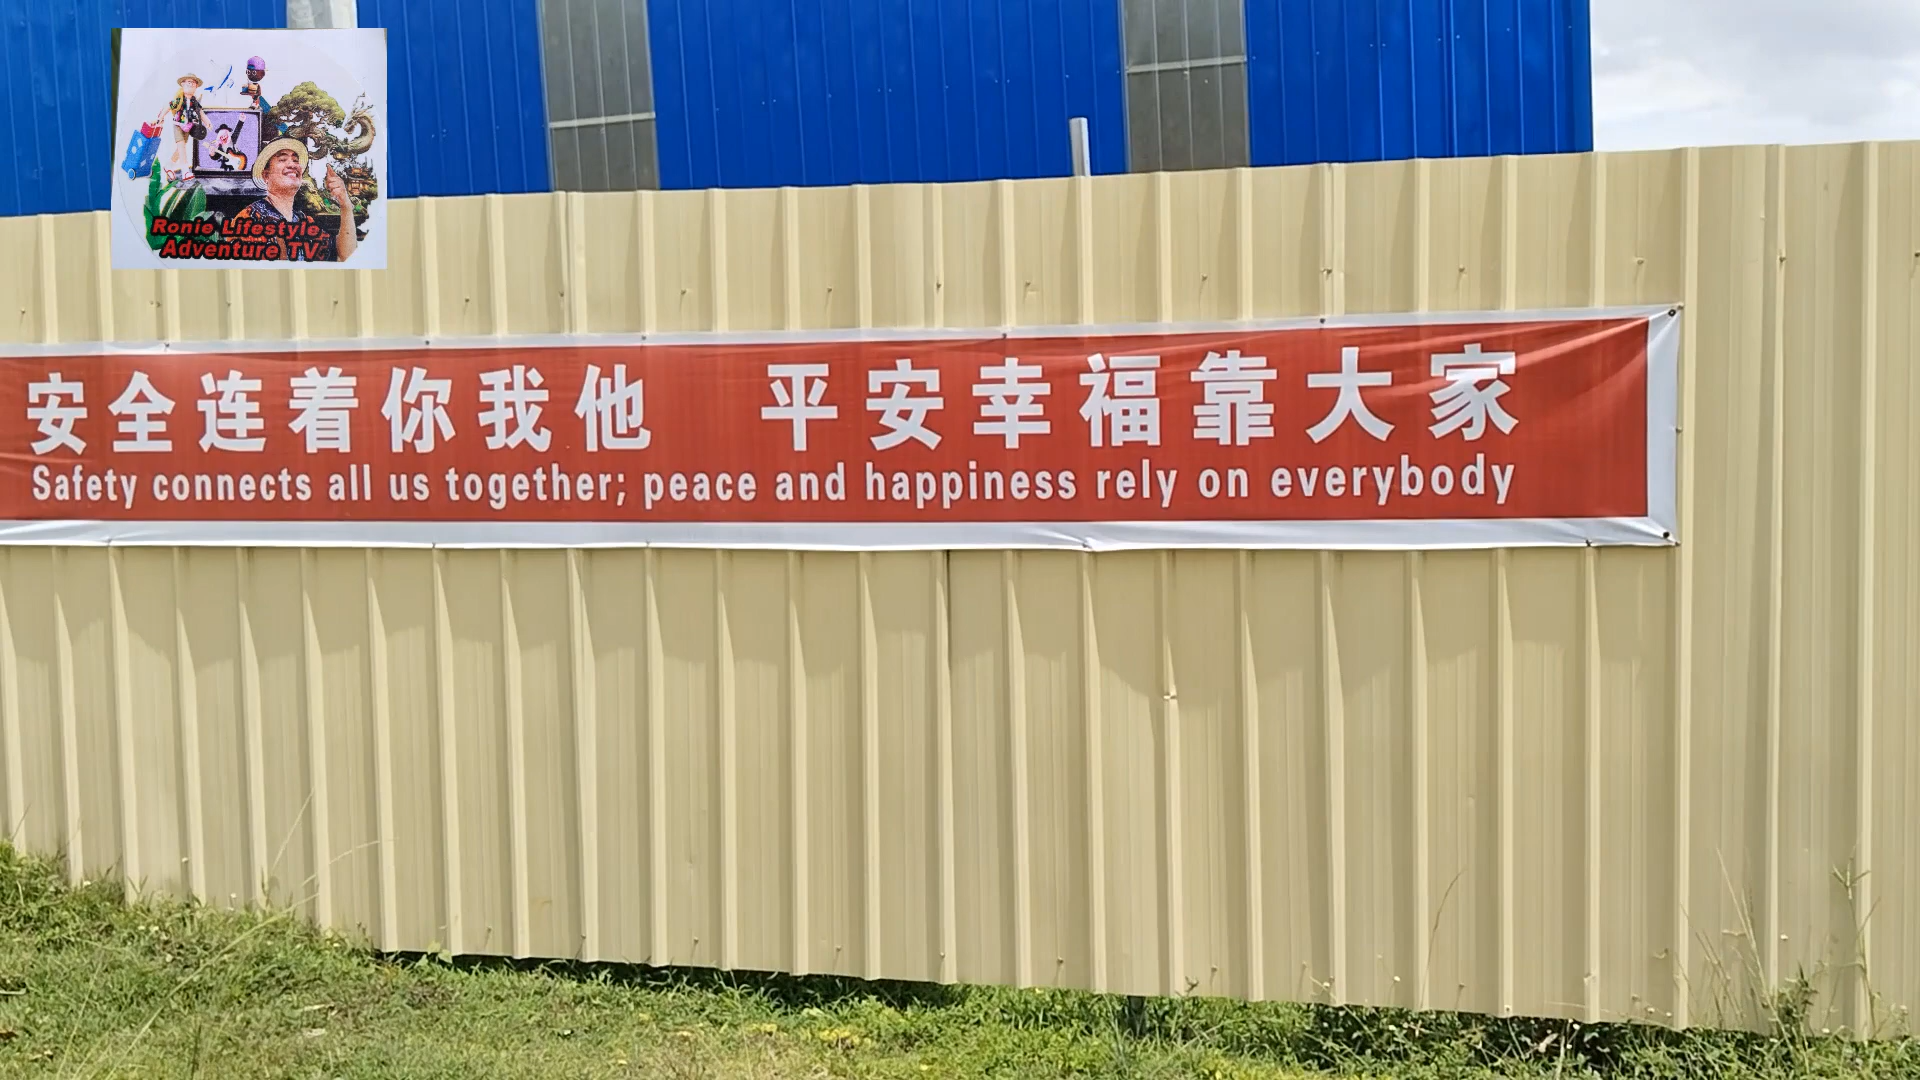 Ronie Lifestyle
Adventure TV
安全连着你我他 平安幸福靠大家
Safety connects all us together; peace and happiness rely on everybody